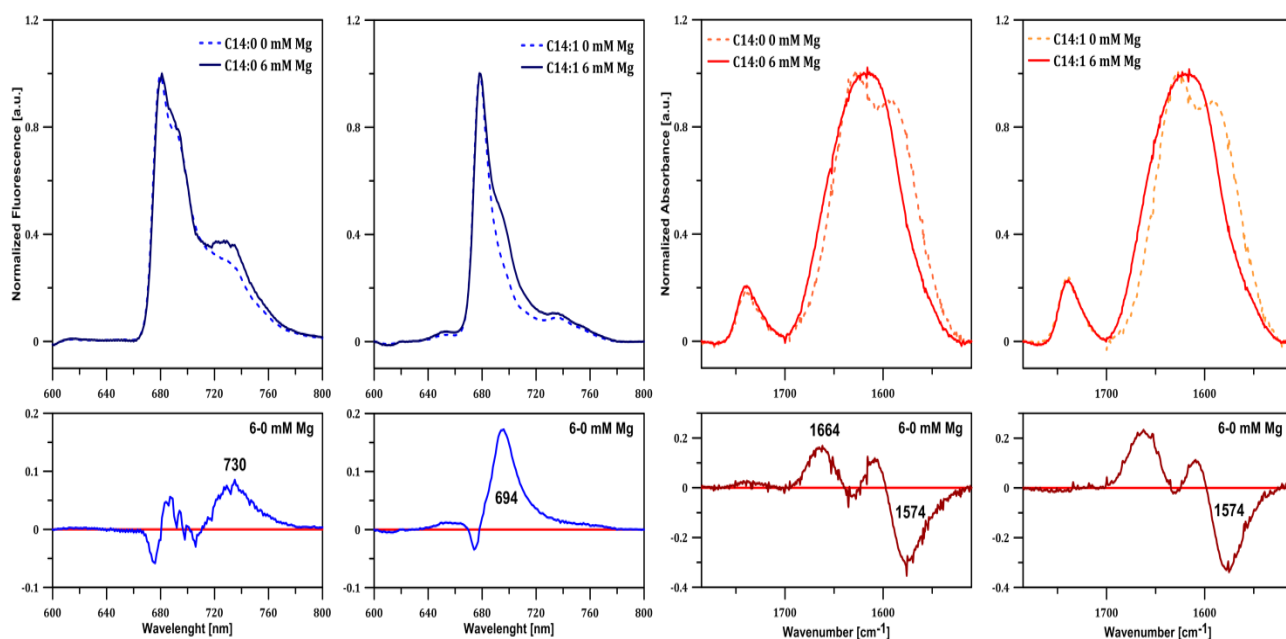 Normalized Fluorescence [a.u.]
1.2
0.8
0.4
0
C14:0 0 mM Mg
C14:0 6 mM Mg
600 640 680 720 760 800
1.2
0.8
0.4
0
C14:1 0 mM Mg
C14:1 6 mM Mg
600 640 680 720 760 800
Normalized Absorbance [a.u.]
1.2
0.8
0.4
0
C14:0 0 mM Mg
C14:0 6 mM Mg
1700 1600
1.2
0.8
0.4
0
C14:1 0 mM Mg
C14:1 6 mM Mg
1700 1600
0.2
0.1
0
-0.1
6-0 mM Mg
730
600 640 680 720 760 800
Wavelenght [nm]
0.2
0.1
0
-0.1
6-0 mM Mg
694
600 640 680 720 760 800
Wavelenght [nm]
0.2
0
-0.2
-0.4
6-0 mM Mg
1664
1574
1700 1600
Wavenumber [cm-1]
0.2
0
-0.2
-0.4
6-0 mM Mg
1574
1700 1600
Wavenumber [cm-1]